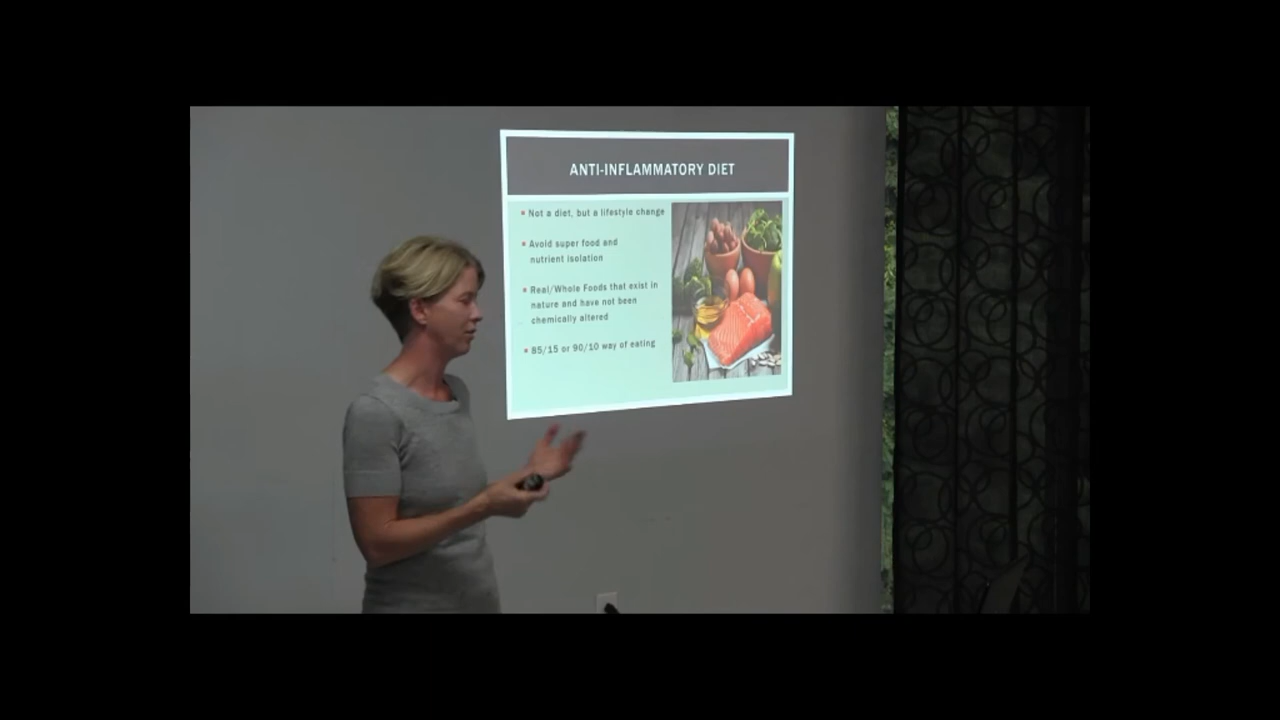 ANTI-INFLAMMATORY DIET
▪ Not a diet, but a lifestyle change
▪ Avoid super food and
nutrient isolation
▪ Real/Whole Foods that exist in
nature and have not been
chemically altered
▪ 85/15 or 90/10 way of eating